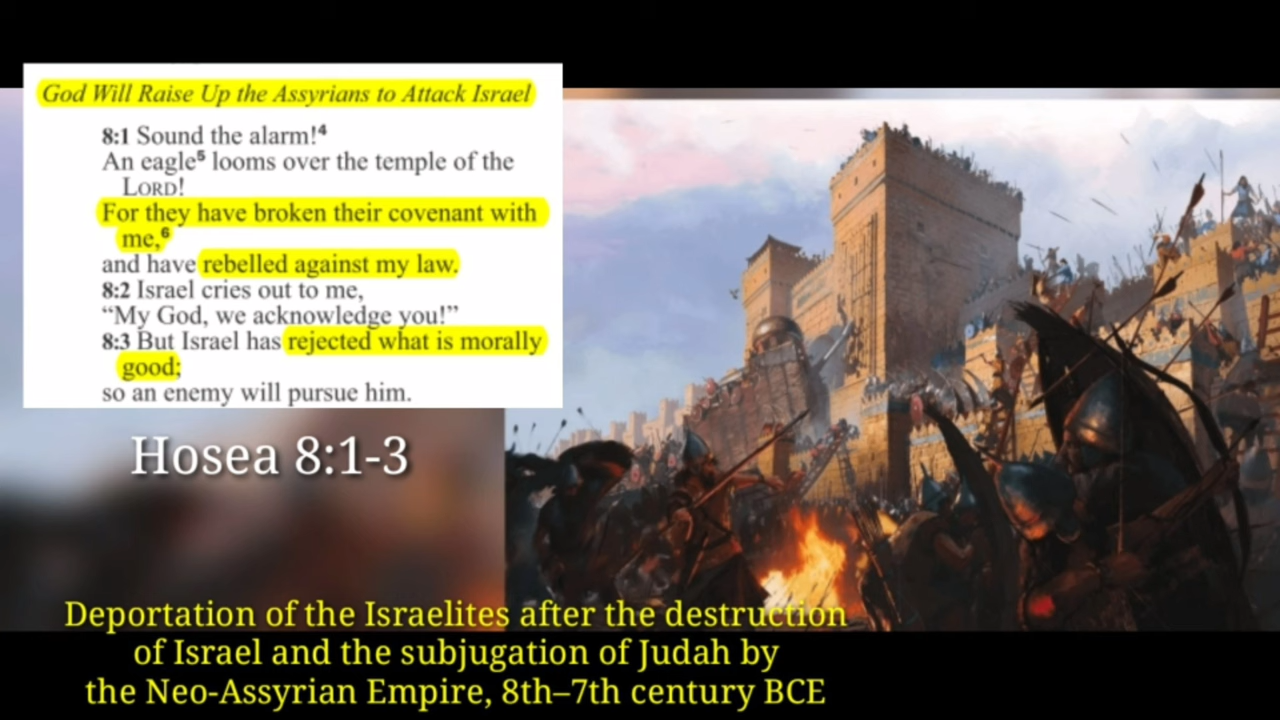 God Will Raise Up the Assyrians to Attack Israel
8:1 Sound the alarm!⁴
An eagle⁵ looms over the temple of the
LORD!
For they have broken their covenant with
me,⁶
and have rebelled against my law.
8:2 Israel cries out to me,
“My God, we acknowledge you!”
8:3 But Israel has rejected what is morally
good;
so an enemy will pursue him.
Hosea 8:1-3
Deportation of the Israelites after the destruction
of Israel and the subjugation of Judah by
the Neo-Assyrian Empire, 8th–7th century BCE